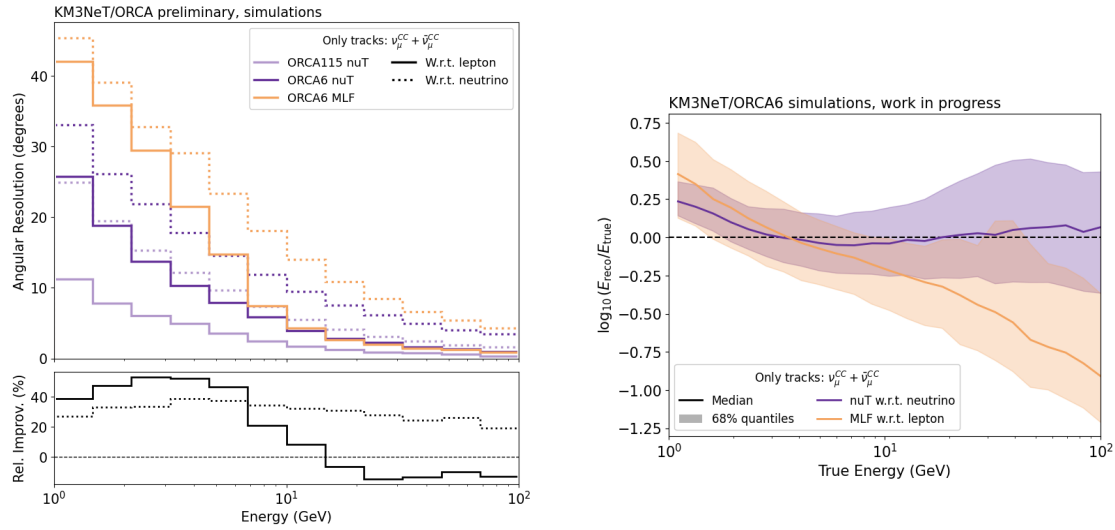 KM3NeT/ORCA preliminary, simulations
Only tracks: ν_μ^CC + ν̄_μ^CC
ORCA115 nuT
ORCA6 nuT
ORCA6 MLF
W.r.t. lepton
W.r.t. neutrino
Angular Resolution (degrees)
40
30
20
10
0
Rel. Improv. (%)
40
20
0
10^0
10^1
10^2
Energy (GeV)
KM3NeT/ORCA6 simulations, work in progress
log_10(E_reco/E_true)
0.75
0.50
0.25
0.00
−0.25
−0.50
−0.75
−1.00
−1.25
Only tracks: ν_μ^CC + ν̄_μ^CC
Median
68% quantiles
nuT w.r.t. neutrino
MLF w.r.t. lepton
10^0
10^1
10^2
True Energy (GeV)